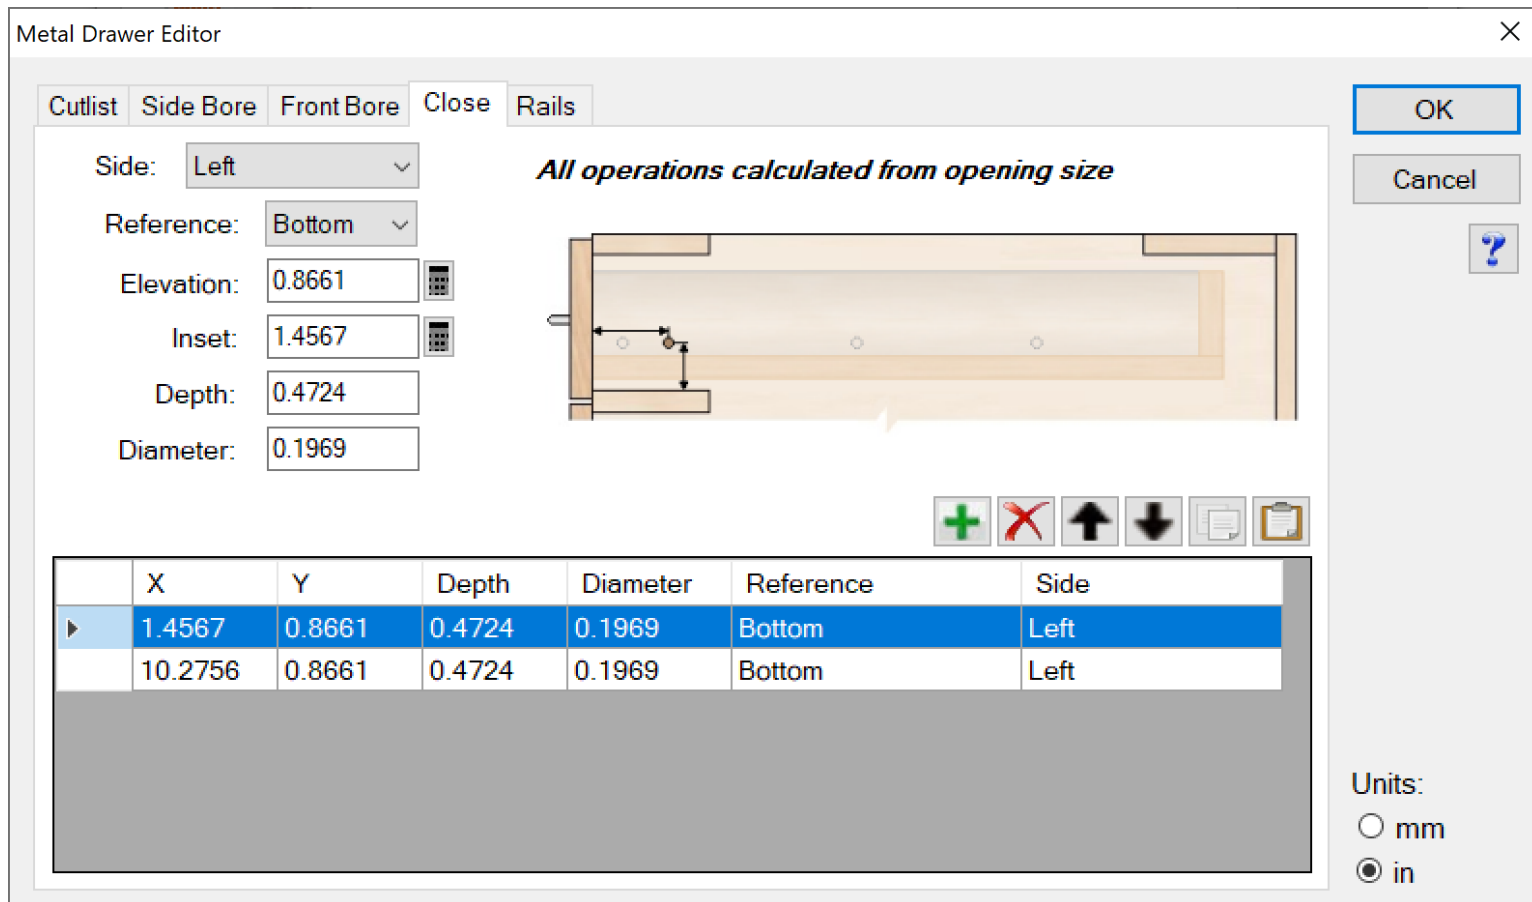 Metal Drawer Editor
Cutlist Side Bore Front Bore Close Rails
OK
Cancel
Side: Left
All operations calculated from opening size
Reference: Bottom
Elevation: 0.8661
Inset: 1.4567
Depth: 0.4724
Diameter: 0.1969
X Y Depth Diameter Reference Side
1.4567 0.8661 0.4724 0.1969 Bottom Left
10.2756 0.8661 0.4724 0.1969 Bottom Left
Units:
mm
in